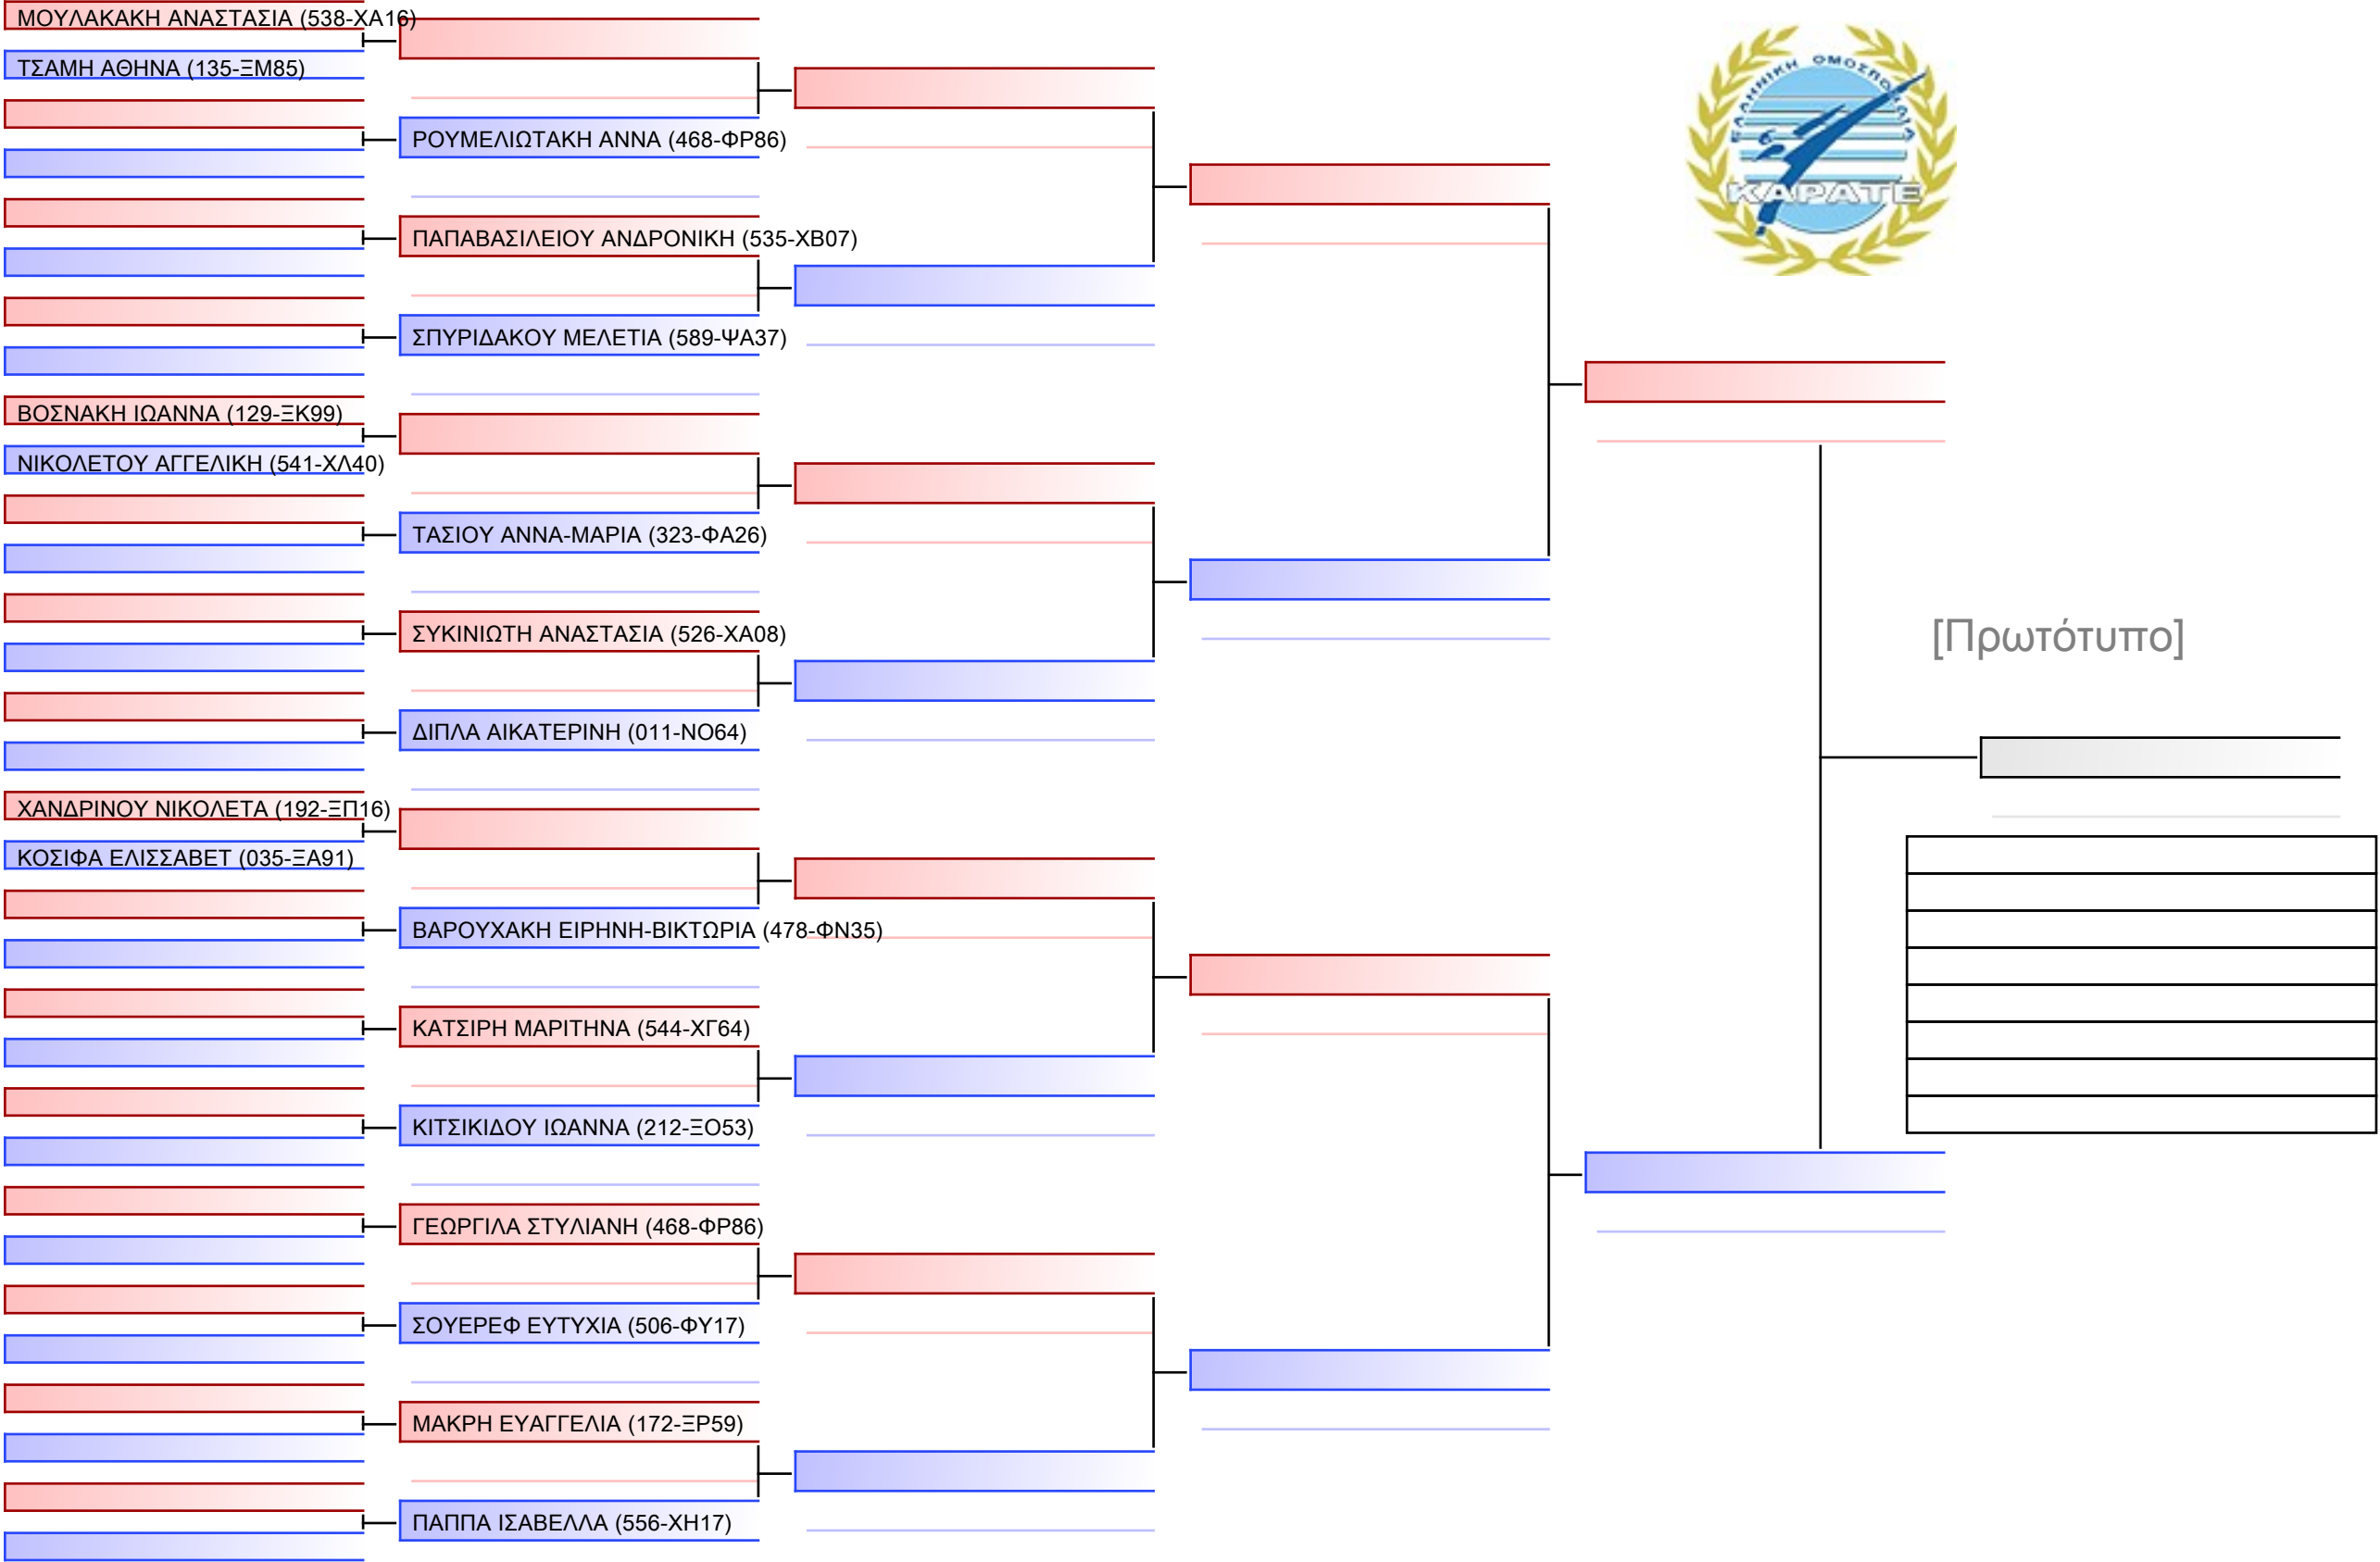 ΜΟΥΛΑΚΑΚΗ ΑΝΑΣΤΑΣΙΑ (538-ΧΑ16)
ΤΣΑΜΗ ΑΘΗΝΑ (135-ΞΜ85)
ΡΟΥΜΕΛΙΩΤΑΚΗ ΑΝΝΑ (468-ΦΡ86)
ΠΑΠΑΒΑΣΙΛΕΙΟΥ ΑΝΔΡΟΝΙΚΗ (535-ΧΒ07)
ΣΠΥΡΙΔΑΚΟΥ ΜΕΛΕΤΙΑ (589-ΨΑ37)
ΒΟΣΝΑΚΗ ΙΩΑΝΝΑ (129-ΞΚ99)
ΝΙΚΟΛΕΤΟΥ ΑΓΓΕΛΙΚΗ (541-ΧΛ40)
ΤΑΣΙΟΥ ΑΝΝΑ-ΜΑΡΙΑ (323-ΦΑ26)
ΣΥΚΙΝΙΩΤΗ ΑΝΑΣΤΑΣΙΑ (526-ΧΑ08)
ΔΙΠΛΑ ΑΙΚΑΤΕΡΙΝΗ (011-ΝΟ64)
ΧΑΝΔΡΙΝΟΥ ΝΙΚΟΛΕΤΑ (192-ΞΠ16)
ΚΟΣΙΦΑ ΕΛΙΣΣΑΒΕΤ (035-ΞΑ91)
ΒΑΡΟΥΧΑΚΗ ΕΙΡΗΝΗ-ΒΙΚΤΩΡΙΑ (478-ΦΝ35)
ΚΑΤΣΙΡΗ ΜΑΡΙΤΗΝΑ (544-ΧΓ64)
ΚΙΤΣΙΚΙΔΟΥ ΙΩΑΝΝΑ (212-ΞΟ53)
ΓΕΩΡΓΙΛΑ ΣΤΥΛΙΑΝΗ (468-ΦΡ86)
ΣΟΥΕΡΕΦ ΕΥΤΥΧΙΑ (506-ΦΥ17)
ΜΑΚΡΗ ΕΥΑΓΓΕΛΙΑ (172-ΞΡ59)
ΠΑΠΠΑ ΙΣΑΒΕΛΛΑ (556-ΧΗ17)
ΕΛΛΗΝΙΚΗ ΟΜΟΣΠΟΝΔΙΑ
ΚΑΡΑΤΕ
[Πρωτότυπο]